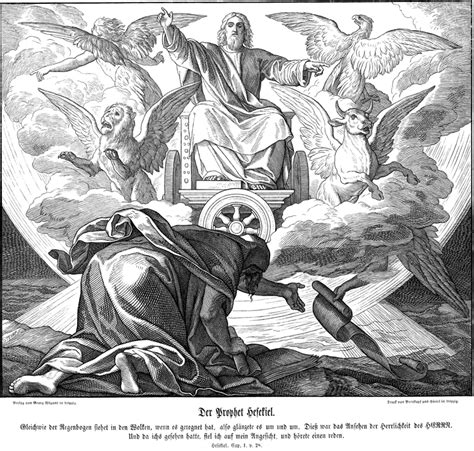 Verlag von Georg Wigand in Leipzig.
Druck von Breitkopf und Härtel in Leipzig.
Der Prophet Hesekiel.
Gleichwie der Regenbogen stehet in den Wolken, wenn es geregnet hat, also glänzete es um und um. Dieß war das Ansehen der Herrlichkeit des HERRN.
Und da ichs gesehen hatte, fiel ich auf mein Angesicht, und hörete einen reden.
Hesekiel. Cap. 1. v. 28.